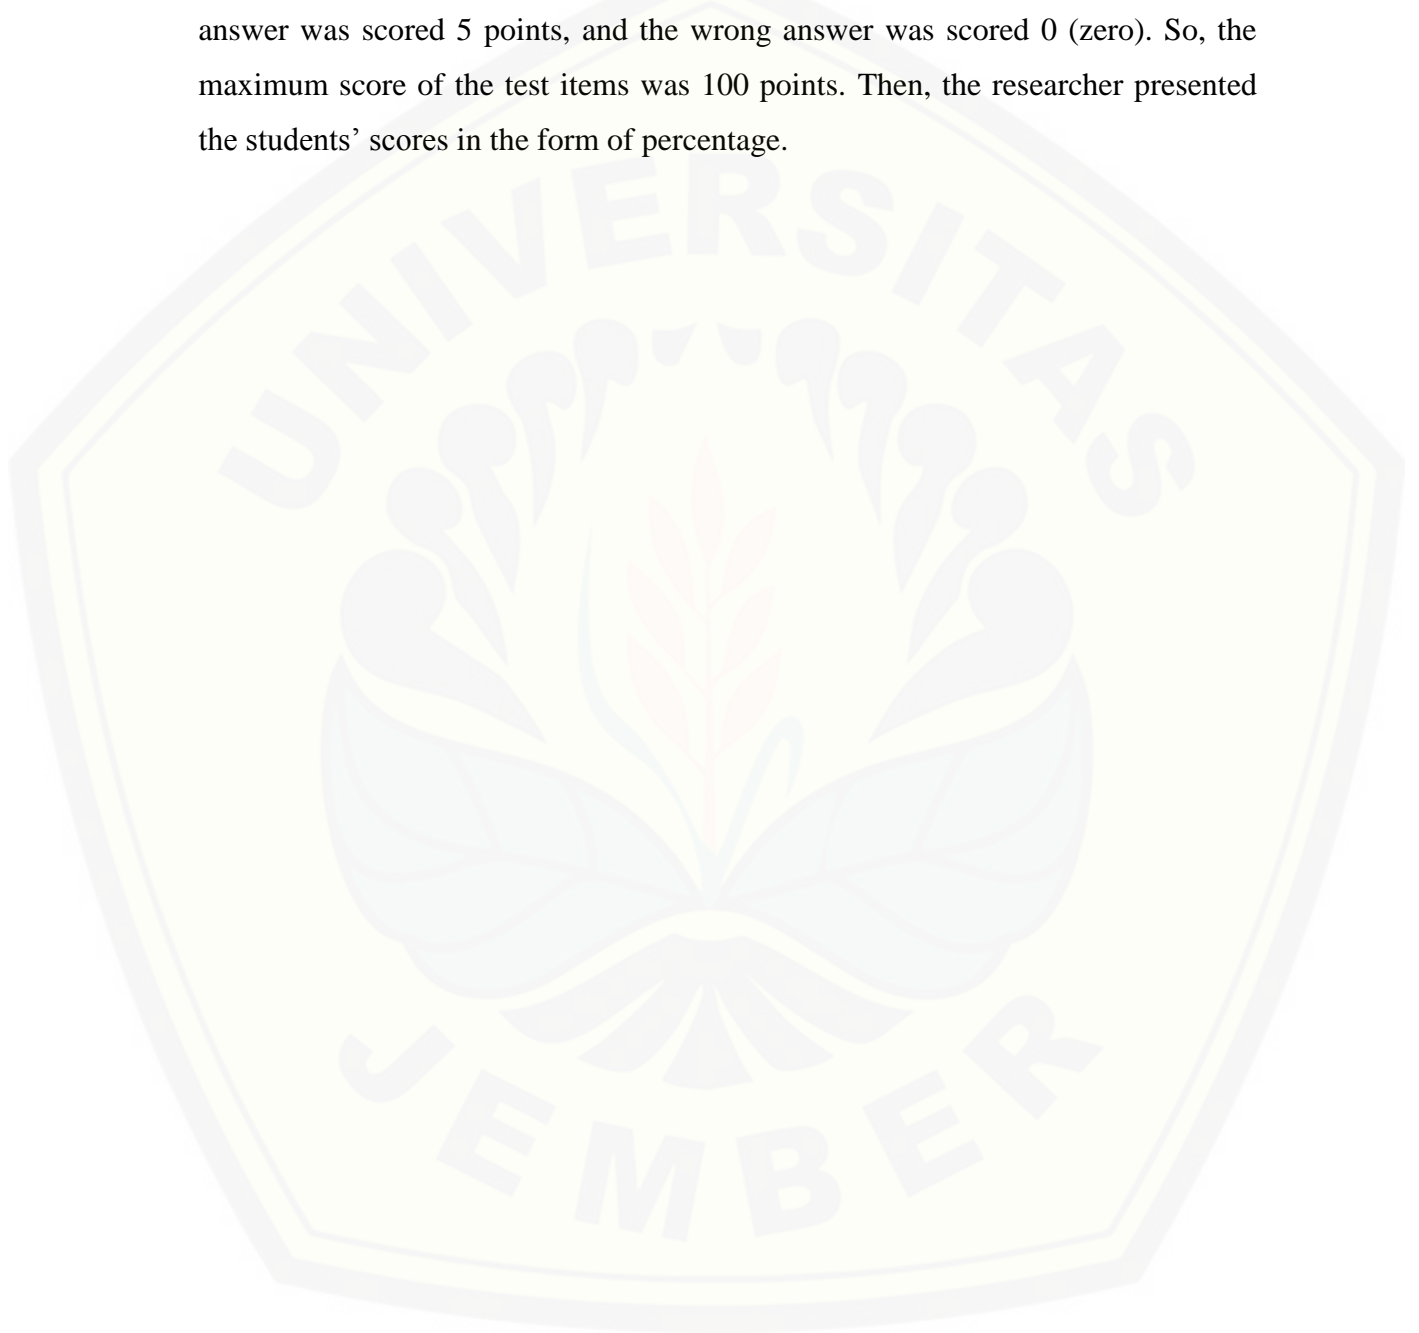 answer was scored 5 points, and the wrong answer was scored 0 (zero). So, the
maximum score of the test items was 100 points. Then, the researcher presented
the students’ scores in the form of percentage.
UNIVERSITAS
JEMBER